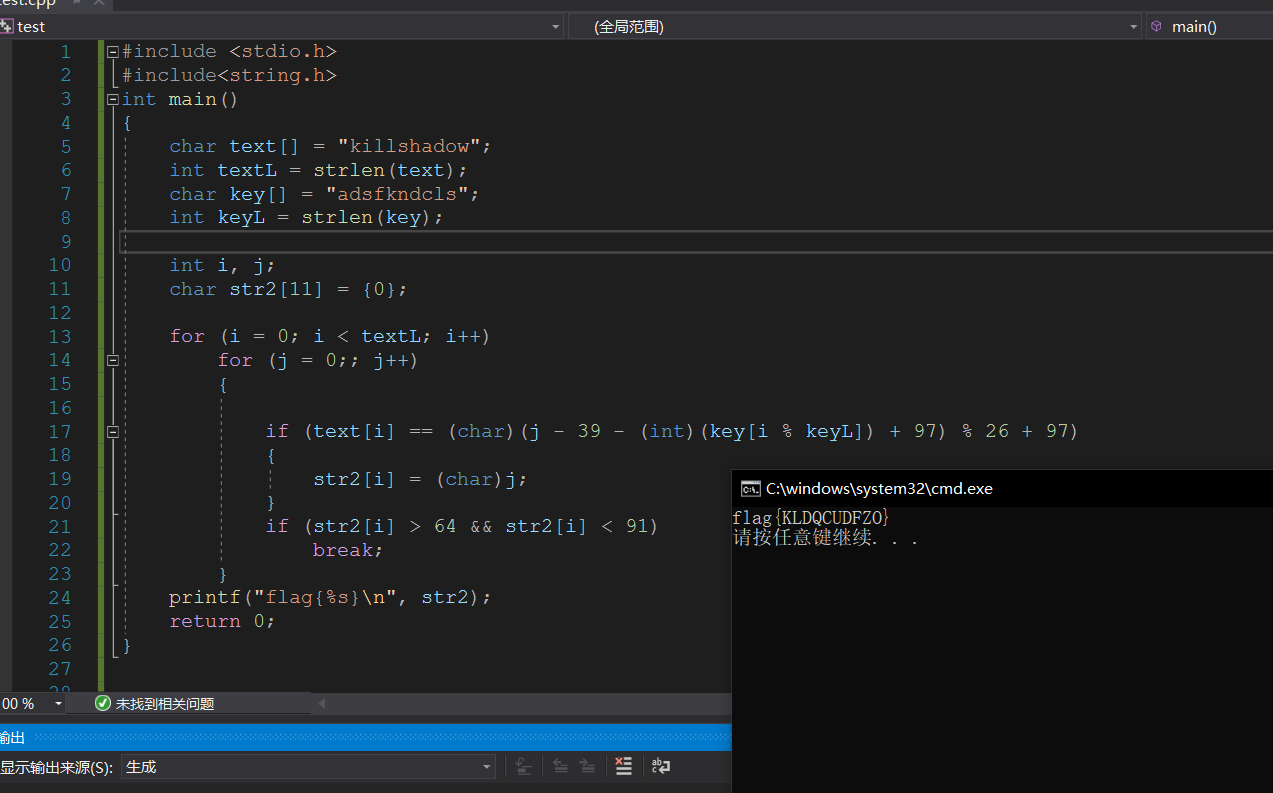 test.cpp
test (全局范围) main()
1 #include <stdio.h>
2 #include<string.h>
3 int main()
4 {
5 char text[] = "killshadow";
6 int textL = strlen(text);
7 char key[] = "adsfkndcls";
8 int keyL = strlen(key);
9
10 int i, j;
11 char str2[11] = {0};
12
13 for (i = 0; i < textL; i++)
14 for (j = 0;; j++)
15 {
16
17 if (text[i] == (char)(j - 39 - (int)(key[i % keyL]) + 97) % 26 + 97)
18 {
19 str2[i] = (char)j;
20 }
21 if (str2[i] > 64 && str2[i] < 91)
22 break;
23 }
24 printf("flag{%s}\n", str2);
25 return 0;
26 }
27
28
C:\windows\system32\cmd.exe
flag{KLDQCUDFZO}
请按任意键继续. . .
00 % 未找到相关问题
输出
显示输出来源(S): 生成